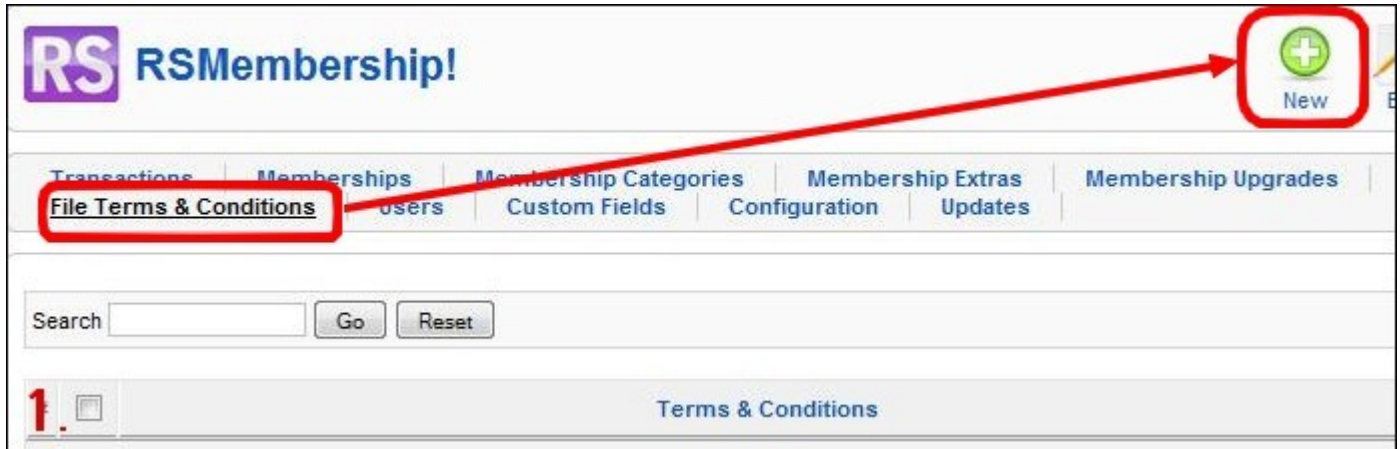 RS RSMembership!
New
Transactions Memberships Membership Categories Membership Extras Membership Upgrades
File Terms & Conditions Users Custom Fields Configuration Updates
Search Go Reset
1. Terms & Conditions